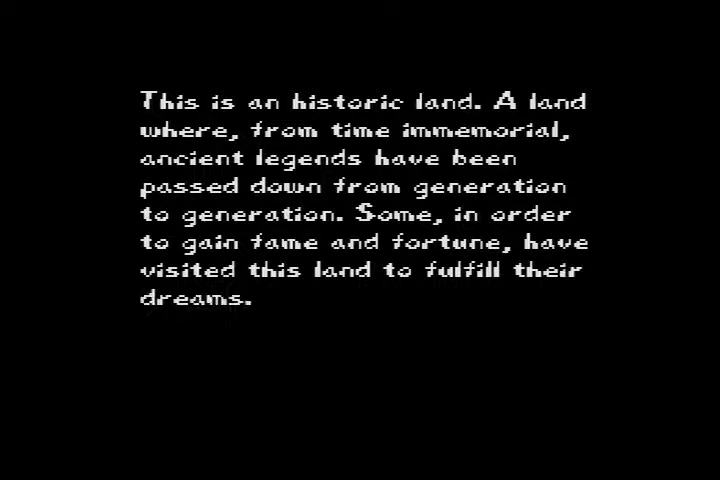 This is an historic land. A land
where, from time immemorial,
ancient legends have been
passed down from generation
to generation. Some, in order
to gain fame and fortune, have
visited this land to fulfill their
dreams.